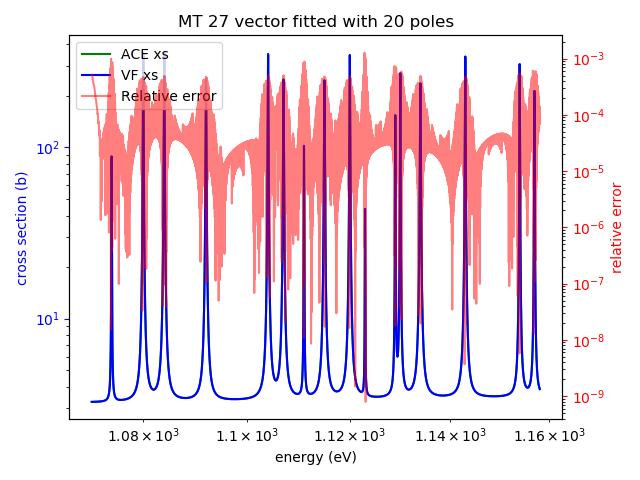 MT 27 vector fitted with 20 poles
ACE xs
VF xs
Relative error
cross section (b)
10²
10¹
10⁻³
10⁻⁴
10⁻⁵
10⁻⁶
10⁻⁷
10⁻⁸
10⁻⁹
relative error
1.08 × 10³
1.1 × 10³
1.12 × 10³
1.14 × 10³
1.16 × 10³
energy (eV)